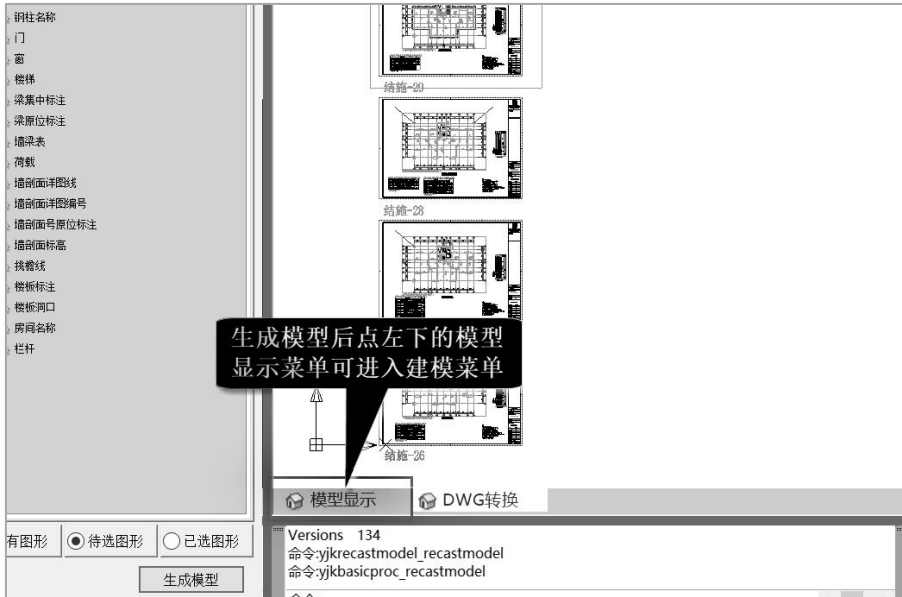 钢柱名称
门
窗
楼梯
梁集中标注
梁原位标注
墙梁表
荷载
墙剖面详图线
墙剖面详图编号
墙剖面号原位标注
墙剖面标高
挑檐线
楼板标注
楼板洞口
房间名称
栏杆
结施-29
结施-28
生成模型后点左下的模型
显示菜单可进入建模菜单
结施-26
模型显示
DWG转换
有图形
待选图形
已选图形
生成模型
Versions 134
命令:yjkrecastmodel_recastmodel
命令:yjkbasicproc_recastmodel